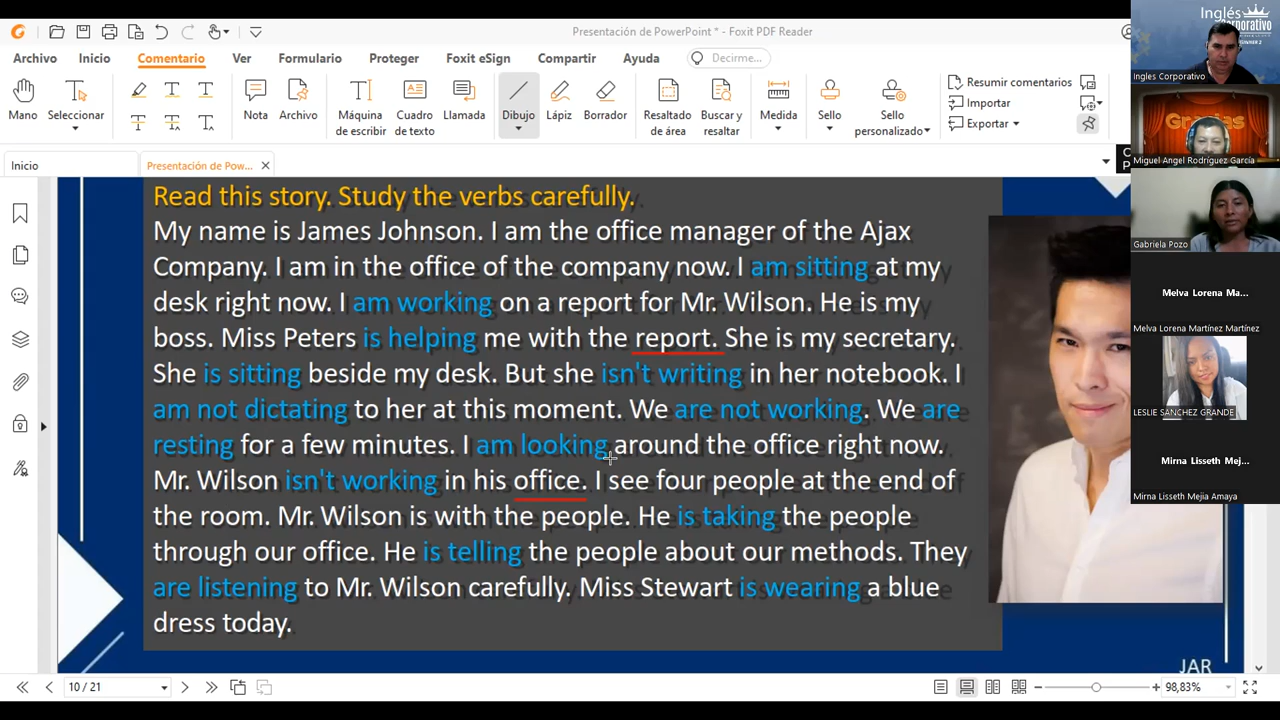 Presentación de PowerPoint * - Foxit PDF Reader
Archivo Inicio Comentario Ver Formulario Proteger Foxit eSign Compartir Ayuda Decirme...
Mano Seleccionar Nota Archivo Máquina de escribir Cuadro de texto Llamada Dibujo Lápiz Borrador Resaltado de área Buscar y resaltar Medida Sello Sello personalizado
Resumir comentarios
Importar
Exportar
Inicio Presentación de Pow...
Read this story. Study the verbs carefully.
My name is James Johnson. I am the office manager of the Ajax
Company. I am in the office of the company now. I am sitting at my
desk right now. I am working on a report for Mr. Wilson. He is my
boss. Miss Peters is helping me with the report. She is my secretary.
She is sitting beside my desk. But she isn't writing in her notebook. I
am not dictating to her at this moment. We are not working. We are
resting for a few minutes. I am looking around the office right now.
Mr. Wilson isn't working in his office. I see four people at the end of
the room. Mr. Wilson is with the people. He is taking the people
through our office. He is telling the people about our methods. They
are listening to Mr. Wilson carefully. Miss Stewart is wearing a blue
dress today.
JAR
10 / 21
98,83%
Inglés
Corporativo
Ingles Corporativo
Gracias
Miguel Angel Rodríguez García
Gabriela Pozo
Melva Lorena Ma...
Melva Lorena Martínez Martínez
LESLIE SANCHEZ GRANDE
Mirna Lisseth Mej...
Mirna Lisseth Mejia Amaya